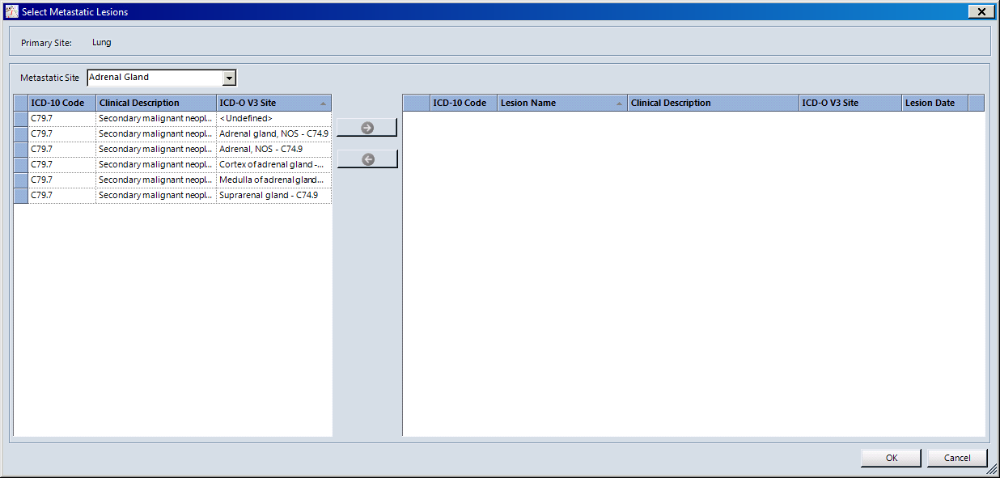 Select Metastatic Lesions
Primary Site: Lung
Metastatic Site Adrenal Gland
ICD-10 Code Clinical Description ICD-O V3 Site
C79.7 Secondary malignant neopl... <Undefined>
C79.7 Secondary malignant neopl... Adrenal gland, NOS - C74.9
C79.7 Secondary malignant neopl... Adrenal, NOS - C74.9
C79.7 Secondary malignant neopl... Cortex of adrenal gland -...
C79.7 Secondary malignant neopl... Medulla of adrenal gland...
C79.7 Secondary malignant neopl... Suprarenal gland - C74.9
ICD-10 Code Lesion Name Clinical Description ICD-O V3 Site Lesion Date
OK Cancel